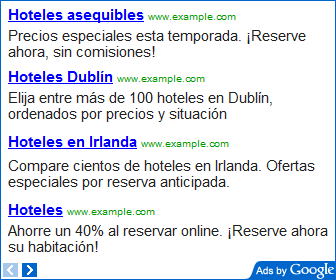 Hoteles asequibles www.example.com
Precios especiales esta temporada. ¡Reserve
ahora, sin comisiones!
Hoteles Dublín www.example.com
Elija entre más de 100 hoteles en Dublín,
ordenados por precios y situación
Hoteles en Irlanda www.example.com
Compare cientos de hoteles en Irlanda. Ofertas
especiales por reserva anticipada.
Hoteles www.example.com
Ahorre un 40% al reservar online. ¡Reserve ahora
su habitación!
Ads by Google